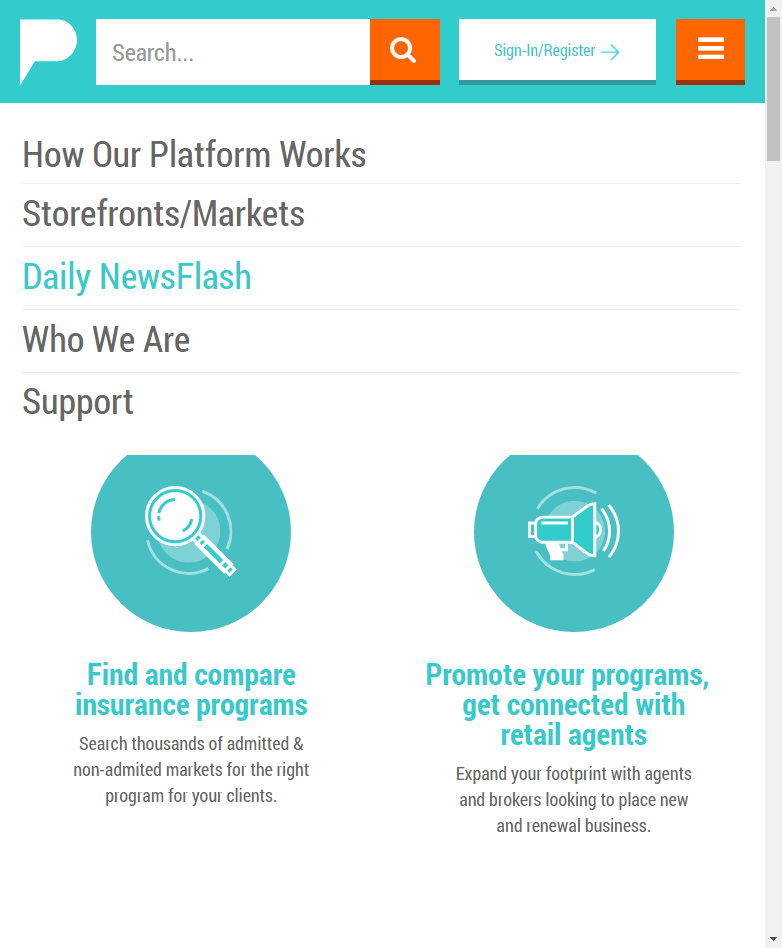 Search...
Sign-In/Register
How Our Platform Works
Storefronts/Markets
Daily NewsFlash
Who We Are
Support
Find and compare
insurance programs
Search thousands of admitted &
non-admited markets for the right
program for your clients.
Promote your programs,
get connected with
retail agents
Expand your footprint with agents
and brokers looking to place new
and renewal business.